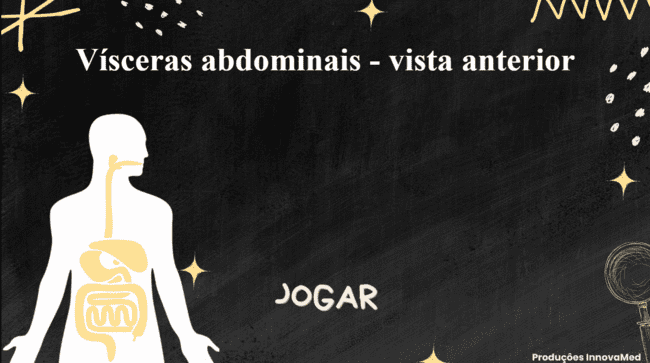 Vísceras abdominais - vista anterior
JOGAR
Produções InnovaMed